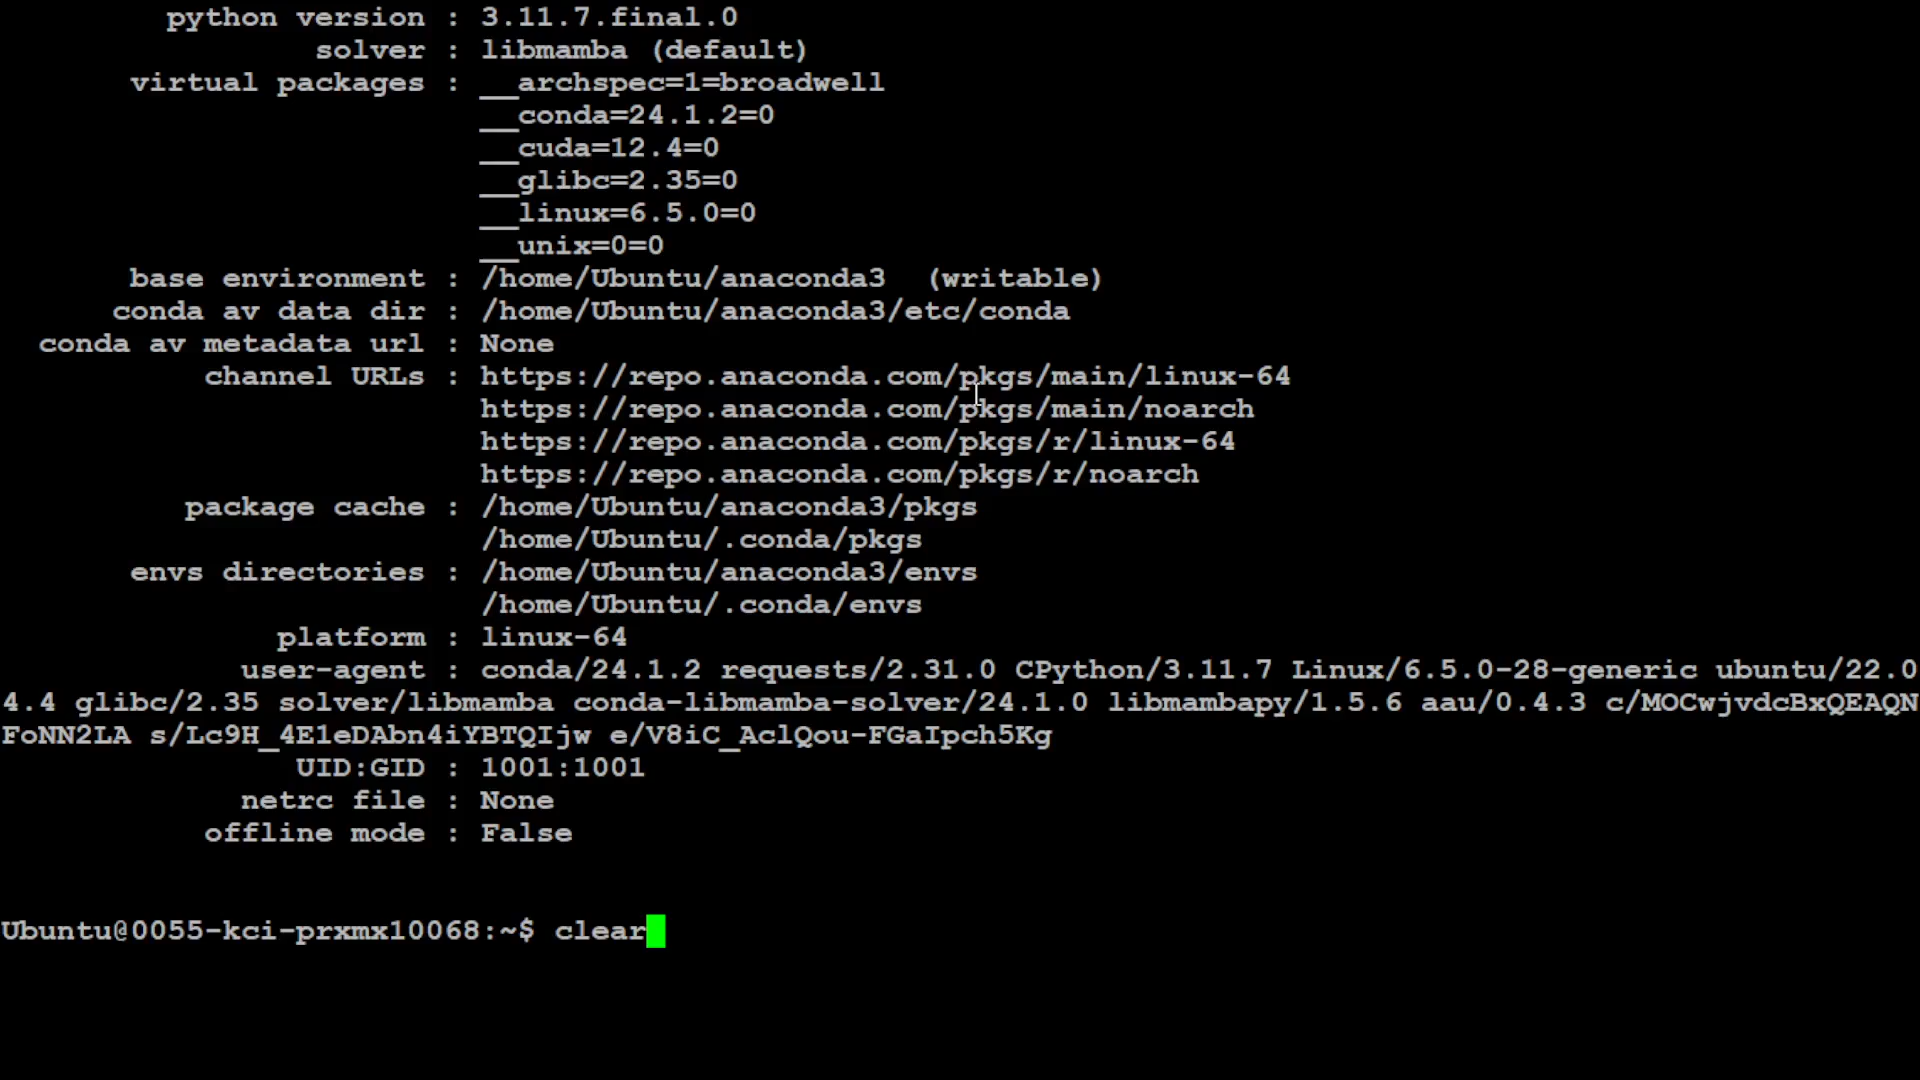 python version : 3.11.7.final.0
solver : libmamba (default)
virtual packages : __archspec=1=broadwell
__conda=24.1.2=0
__cuda=12.4=0
__glibc=2.35=0
__linux=6.5.0=0
__unix=0=0
base environment : /home/Ubuntu/anaconda3  (writable)
conda av data dir : /home/Ubuntu/anaconda3/etc/conda
conda av metadata url : None
channel URLs : https://repo.anaconda.com/pkgs/main/linux-64
https://repo.anaconda.com/pkgs/main/noarch
https://repo.anaconda.com/pkgs/r/linux-64
https://repo.anaconda.com/pkgs/r/noarch
package cache : /home/Ubuntu/anaconda3/pkgs
/home/Ubuntu/.conda/pkgs
envs directories : /home/Ubuntu/anaconda3/envs
/home/Ubuntu/.conda/envs
platform : linux-64
user-agent : conda/24.1.2 requests/2.31.0 CPython/3.11.7 Linux/6.5.0-28-generic ubuntu/22.0
4.4 glibc/2.35 solver/libmamba conda-libmamba-solver/24.1.0 libmambapy/1.5.6 aau/0.4.3 c/MOCwjvdcBxQEAQN
FoNN2LA s/Lc9H_4E1eDAbn4iYBTQIjw e/V8iC_AclQou-FGaIpch5Kg
UID:GID : 1001:1001
netrc file : None
offline mode : False
Ubuntu@0055-kci-prxmx10068:~$ clear